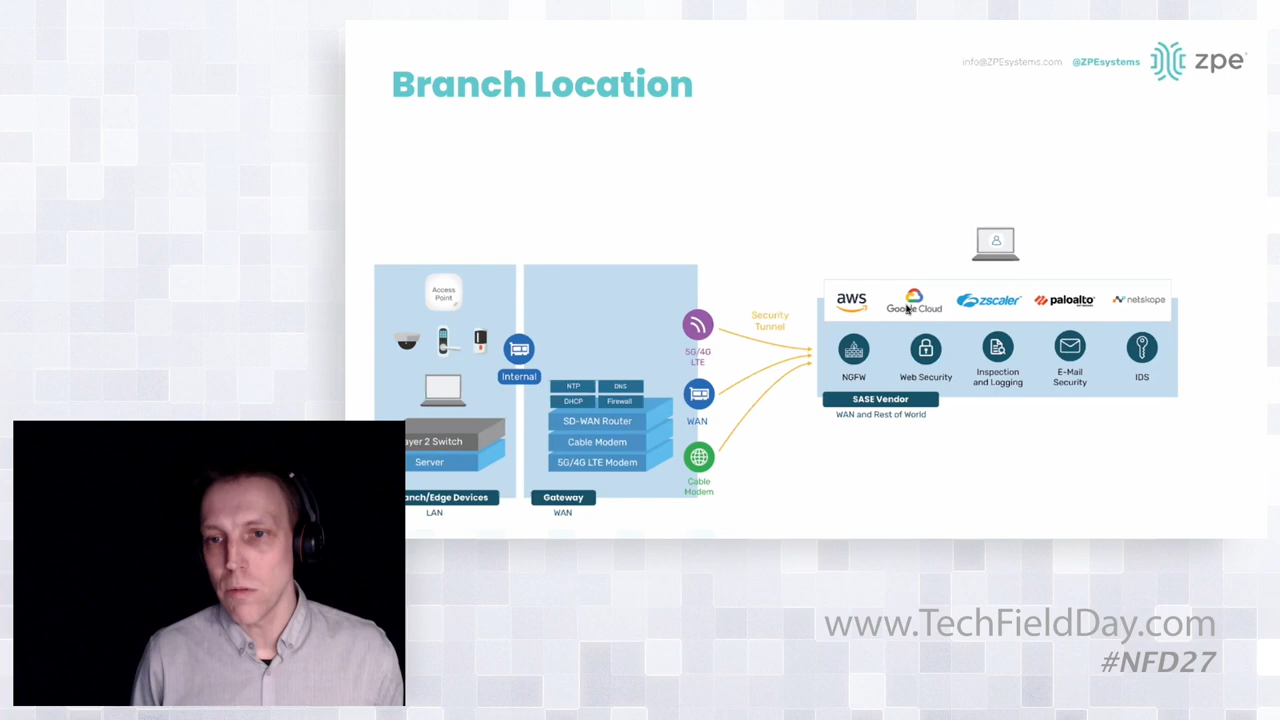 info@ZPEsystems.com @ZPEsystems zpe
Branch Location
Access
Point
Internal
Layer 2 Switch
Server
Branch/Edge Devices
LAN
NTP DNS
DHCP Firewall
SD-WAN Router
Cable Modem
5G/4G LTE Modem
Gateway
WAN
5G/4G
LTE
WAN
Cable
Modem
Security
Tunnel
aws Google Cloud zscaler paloalto netskope
NGFW
Web Security
Inspection
and Logging
E-Mail
Security
IDS
SASE Vendor
WAN and Rest of World
www.TechFieldDay.com
#NFD27